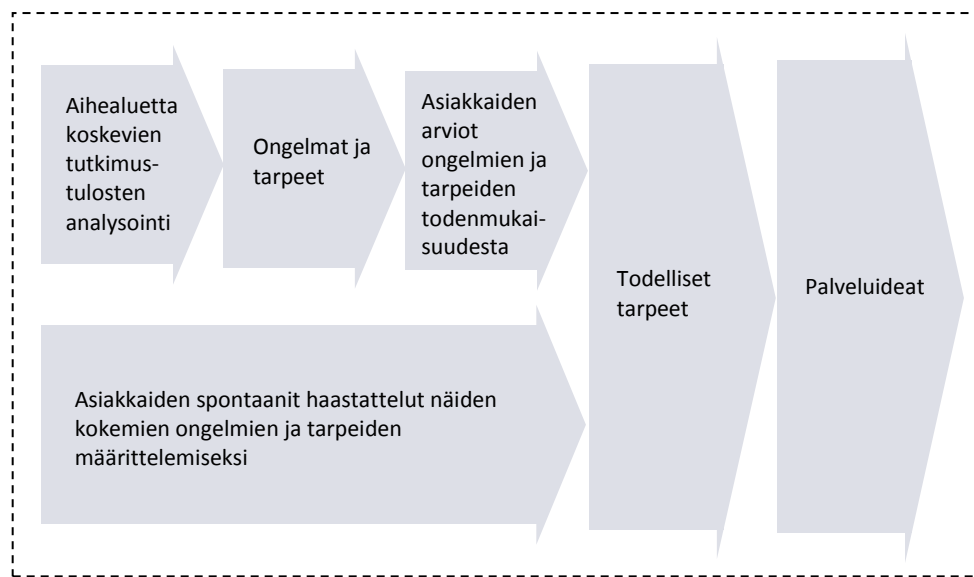 Aihealuetta
koskevien
tutkimus-
tulosten
analysointi
Ongelmat ja
tarpeet
Asiakkaiden
arviot
ongelmien ja
tarpeiden
todenmukai-
suudesta
Asiakkaiden spontaanit haastattelut näiden
kokemien ongelmien ja tarpeiden
määrittelemiseksi
Todelliset
tarpeet
Palveluideat